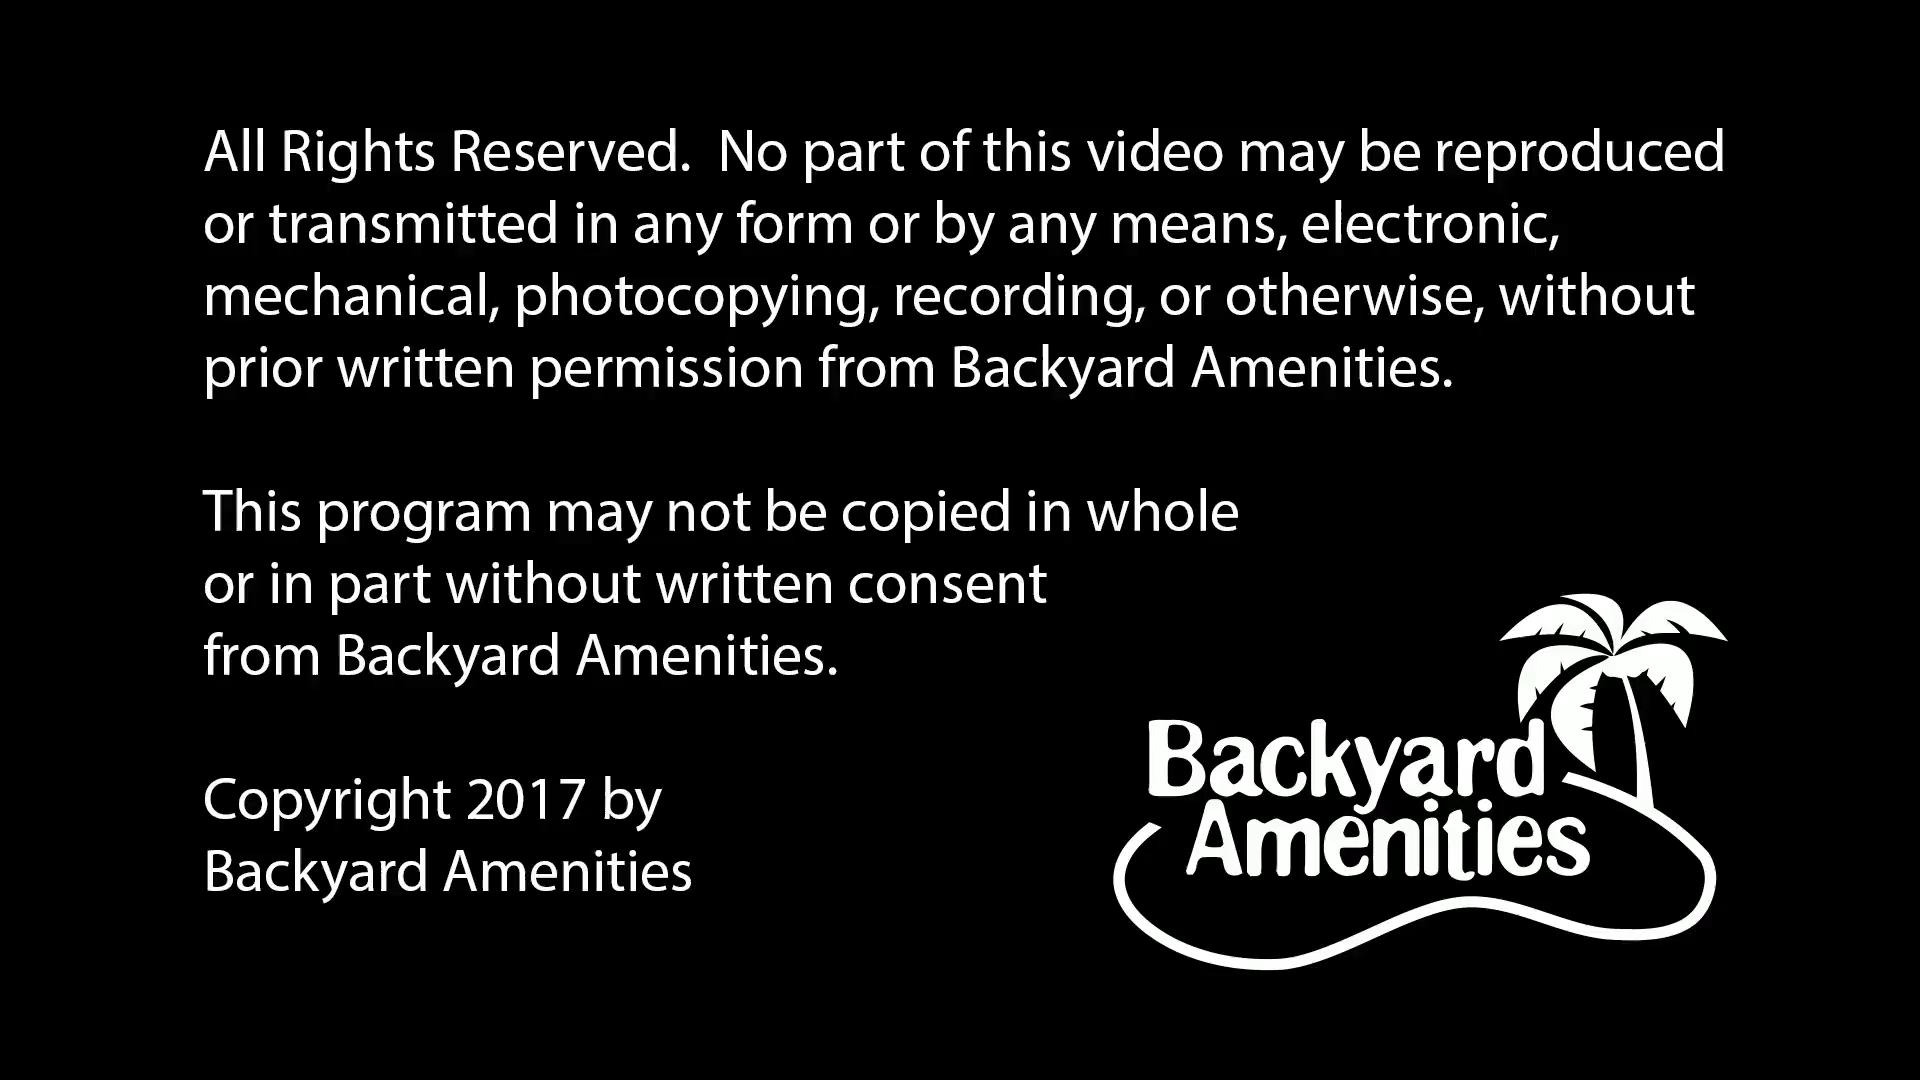 All Rights Reserved.  No part of this video may be reproduced
or transmitted in any form or by any means, electronic,
mechanical, photocopying, recording, or otherwise, without
prior written permission from Backyard Amenities.
This program may not be copied in whole
or in part without written consent
from Backyard Amenities.
Copyright 2017 by
Backyard Amenities
Backyard
Amenities